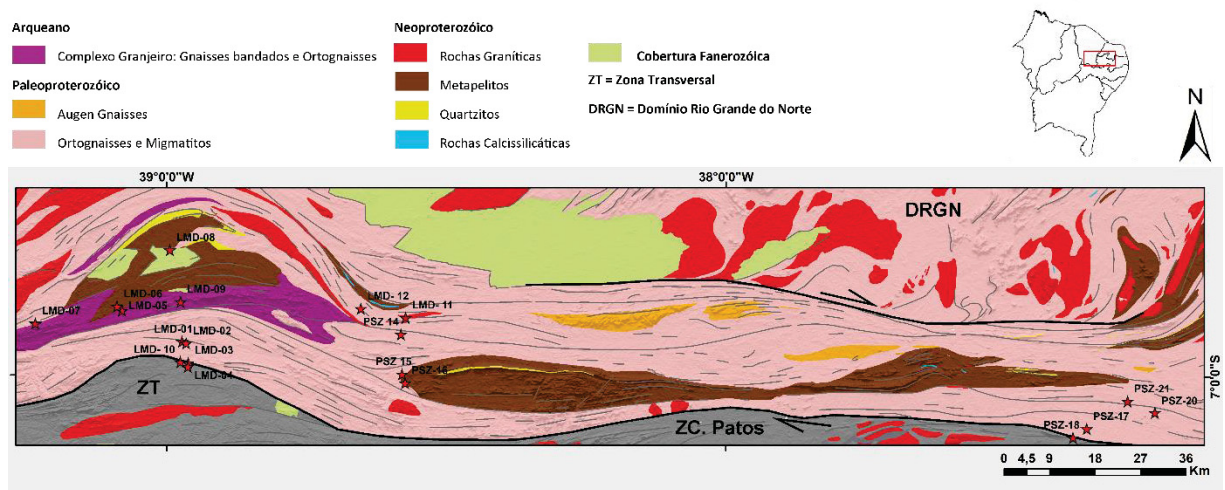 Arqueano
Complexo Granjeiro: Gnaisses bandados e Ortognaisses
Paleoproterozóico
Augen Gnaisses
Ortognaisses e Migmatitos
Neoproterozóico
Rochas Graníticas
Metapelitos
Quartzitos
Rochas Calcissilicáticas
Cobertura Fanerozóica
ZT = Zona Transversal
DRGN = Domínio Rio Grande do Norte
N
39°0'0"W
38°0'0"W
DRGN
LMD-08
LMD-06
LMD-09
LMD-05
LMD-07
LMD- 12
LMD- 11
PSZ 14
LMD-01
LMD-02
LMD- 10
LMD-03
LMD-04
PSZ 15
PSZ-16
ZT
7°0'0"S
PSZ-21
PSZ-20
PSZ-17
PSZ-18
ZC. Patos
0 4,5 9 18 27 36
Km